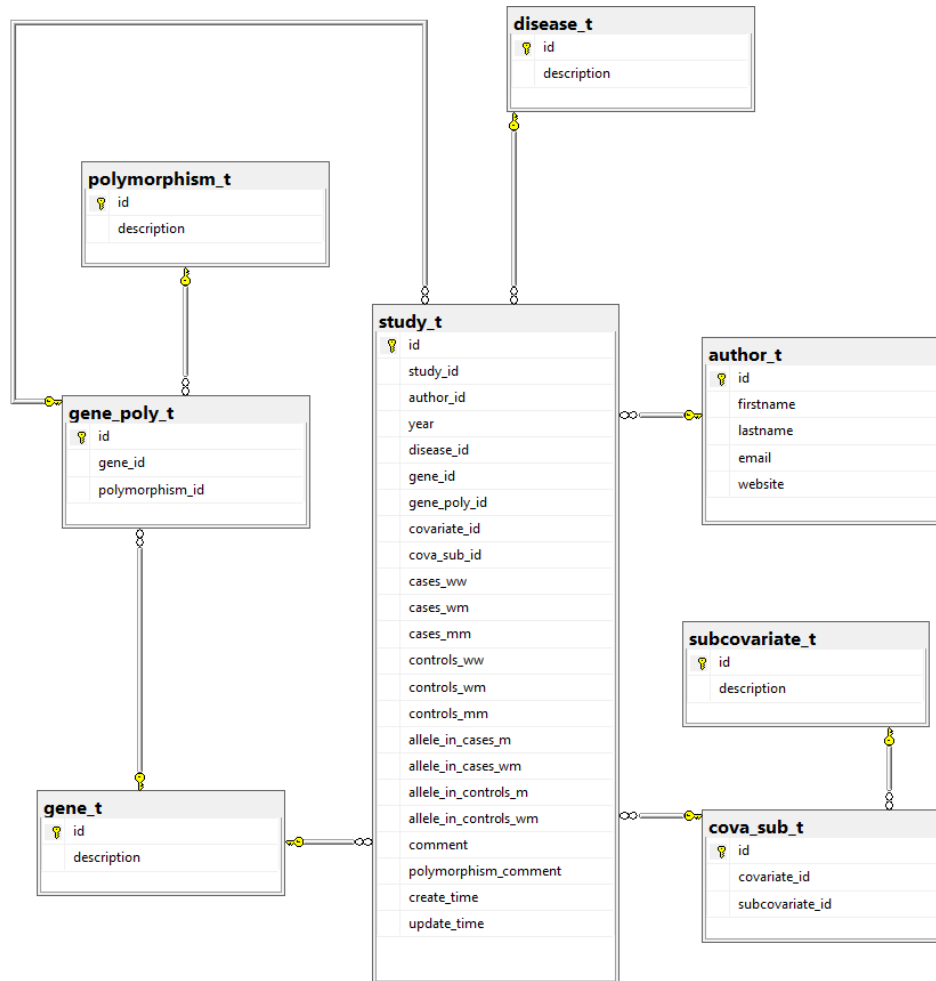 disease_t
id
description
polymorphism_t
id
description
study_t
id
study_id
author_id
year
disease_id
gene_id
gene_poly_id
covariate_id
cova_sub_id
cases_ww
cases_wm
cases_mm
controls_ww
controls_wm
controls_mm
allele_in_cases_m
allele_in_cases_wm
allele_in_controls_m
allele_in_controls_wm
comment
polymorphism_comment
create_time
update_time
author_t
id
firstname
lastname
email
website
gene_poly_t
id
gene_id
polymorphism_id
subcovariate_t
id
description
gene_t
id
description
cova_sub_t
id
covariate_id
subcovariate_id